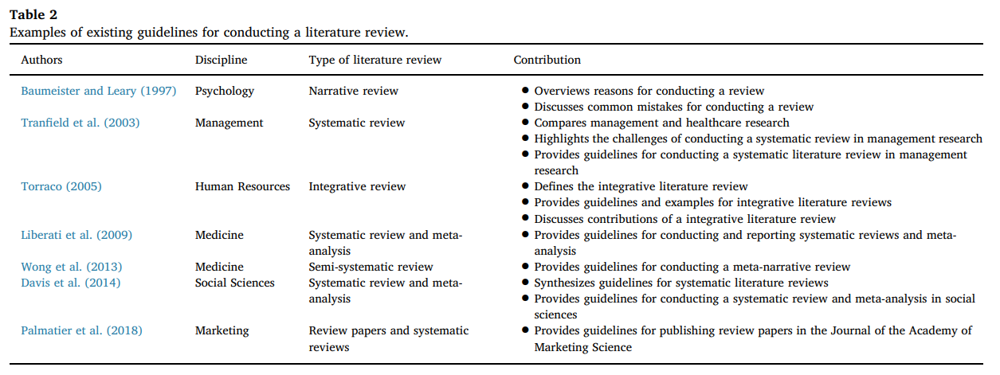 Table 2
Examples of existing guidelines for conducting a literature review.
Authors Discipline Type of literature review Contribution
Baumeister and Leary (1997) Psychology Narrative review ● Overviews reasons for conducting a review
● Discusses common mistakes for conducting a review
Tranfield et al. (2003) Management Systematic review ● Compares management and healthcare research
● Highlights the challenges of conducting a systematic review in management research
● Provides guidelines for conducting a systematic literature review in management
research
Torraco (2005) Human Resources Integrative review ● Defines the integrative literature review
● Provides guidelines and examples for integrative literature reviews
● Discusses contributions of a integrative literature review
Liberati et al. (2009) Medicine Systematic review and meta- ● Provides guidelines for conducting and reporting systematic reviews and meta-
analysis analysis
Wong et al. (2013) Medicine Semi-systematic review ● Provides guidelines for conducting a meta-narrative review
Davis et al. (2014) Social Sciences Systematic review and meta- ● Synthesizes guidelines for systematic literature reviews
analysis ● Provides guidelines for conducting a systematic review and meta-analysis in social
sciences
Palmatier et al. (2018) Marketing Review papers and systematic ● Provides guidelines for publishing review papers in the Journal of the Academy of
reviews Marketing Science